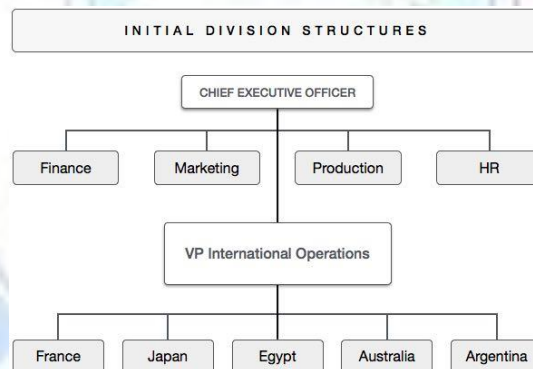 INITIAL DIVISION STRUCTURES
CHIEF EXECUTIVE OFFICER
Finance Marketing Production HR
VP International Operations
France Japan Egypt Australia Argentina